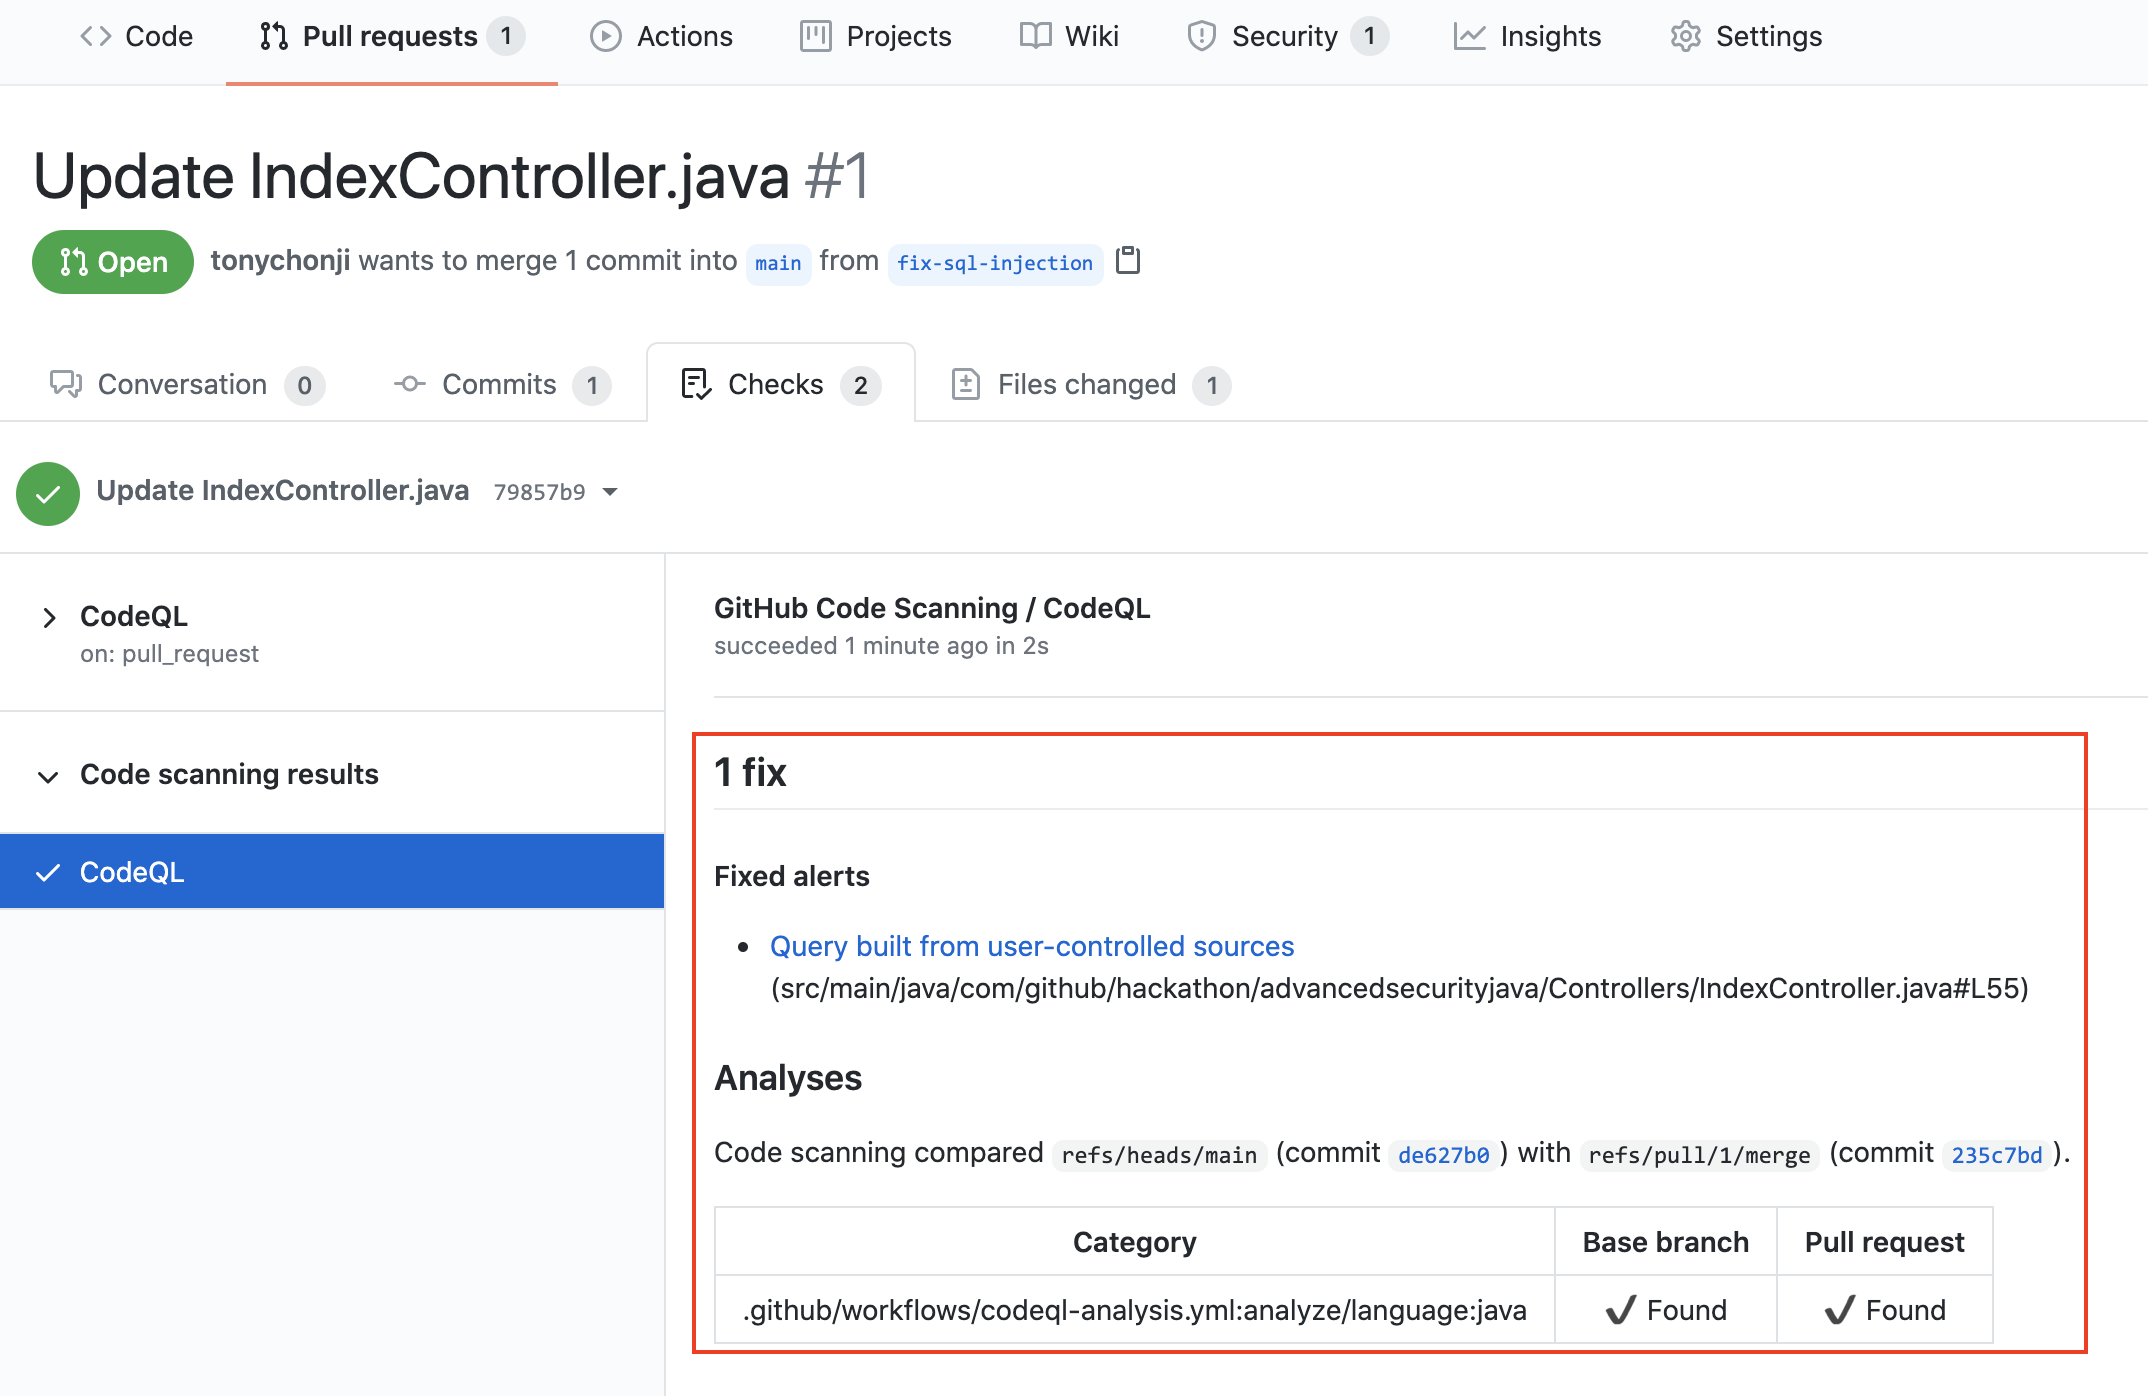 Code Pull requests 1 Actions Projects Wiki Security 1 Insights Settings
Update IndexController.java #1
Open tonychonji wants to merge 1 commit into main from fix-sql-injection
Conversation 0 Commits 1 Checks 2 Files changed 1
Update IndexController.java 79857b9
CodeQL
on: pull_request
Code scanning results
CodeQL
GitHub Code Scanning / CodeQL
succeeded 1 minute ago in 2s
1 fix
Fixed alerts
Query built from user-controlled sources
(src/main/java/com/github/hackathon/advancedsecurityjava/Controllers/IndexController.java#L55)
Analyses
Code scanning compared refs/heads/main (commit de627b0) with refs/pull/1/merge (commit 235c7bd).
Category Base branch Pull request
.github/workflows/codeql-analysis.yml:analyze/language:java ✔ Found ✔ Found